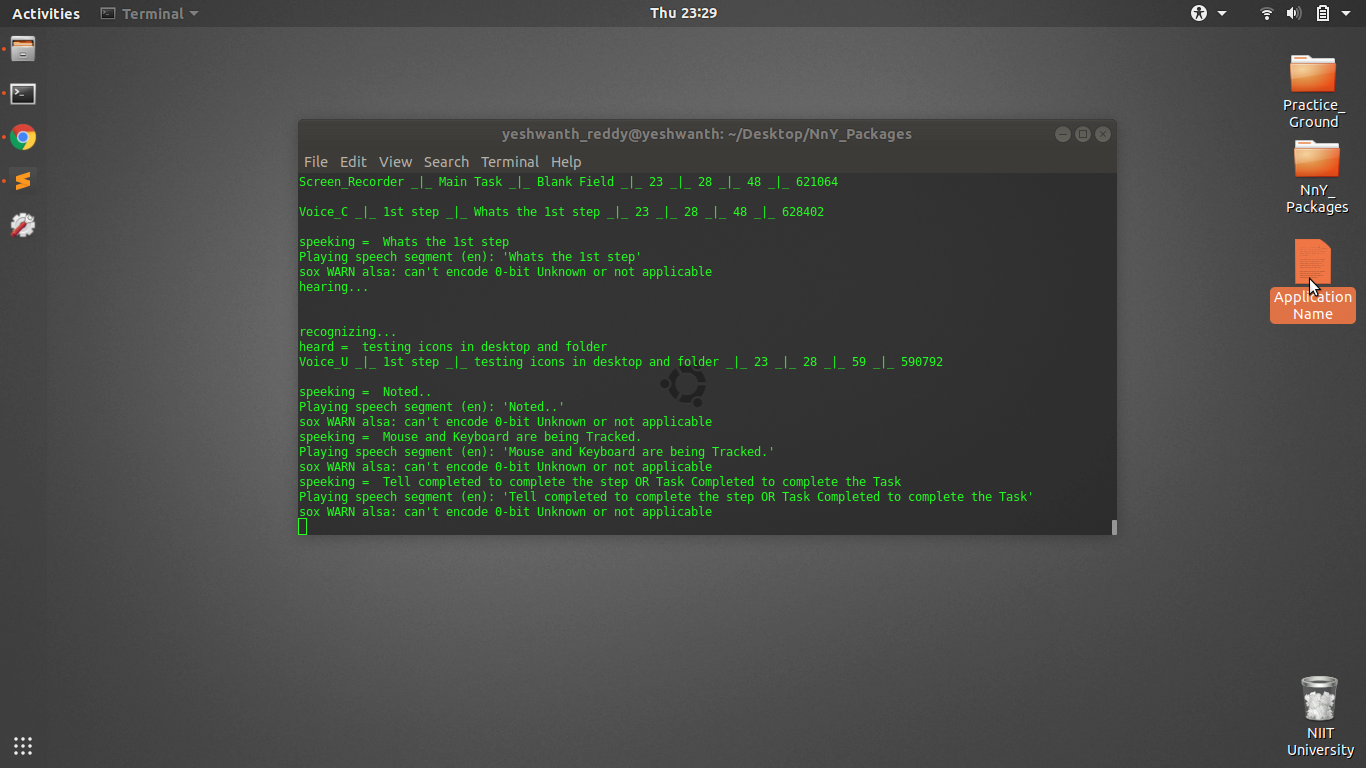 Activities Terminal Thu 23:29
yeshwanth_reddy@yeshwanth: ~/Desktop/NnY_Packages
File Edit View Search Terminal Help
Screen_Recorder _|_ Main Task _|_ Blank Field _|_ 23 _|_ 28 _|_ 48 _|_ 621064
Voice_C _|_ 1st step _|_ Whats the 1st step _|_ 23 _|_ 28 _|_ 48 _|_ 628402
speeking =  Whats the 1st step
Playing speech segment (en): 'Whats the 1st step'
sox WARN alsa: can't encode 0-bit Unknown or not applicable
hearing...
recognizing...
heard =  testing icons in desktop and folder
Voice_U _|_ 1st step _|_ testing icons in desktop and folder _|_ 23 _|_ 28 _|_ 59 _|_ 590792
speeking =  Noted..
Playing speech segment (en): 'Noted..'
sox WARN alsa: can't encode 0-bit Unknown or not applicable
speeking =  Mouse and Keyboard are being Tracked.
Playing speech segment (en): 'Mouse and Keyboard are being Tracked.'
sox WARN alsa: can't encode 0-bit Unknown or not applicable
speeking =  Tell completed to complete the step OR Task Completed to complete the Task
Playing speech segment (en): 'Tell completed to complete the step OR Task Completed to complete the Task'
sox WARN alsa: can't encode 0-bit Unknown or not applicable
Practice_
Ground
NnY_
Packages
Application
Name
NIIT
University